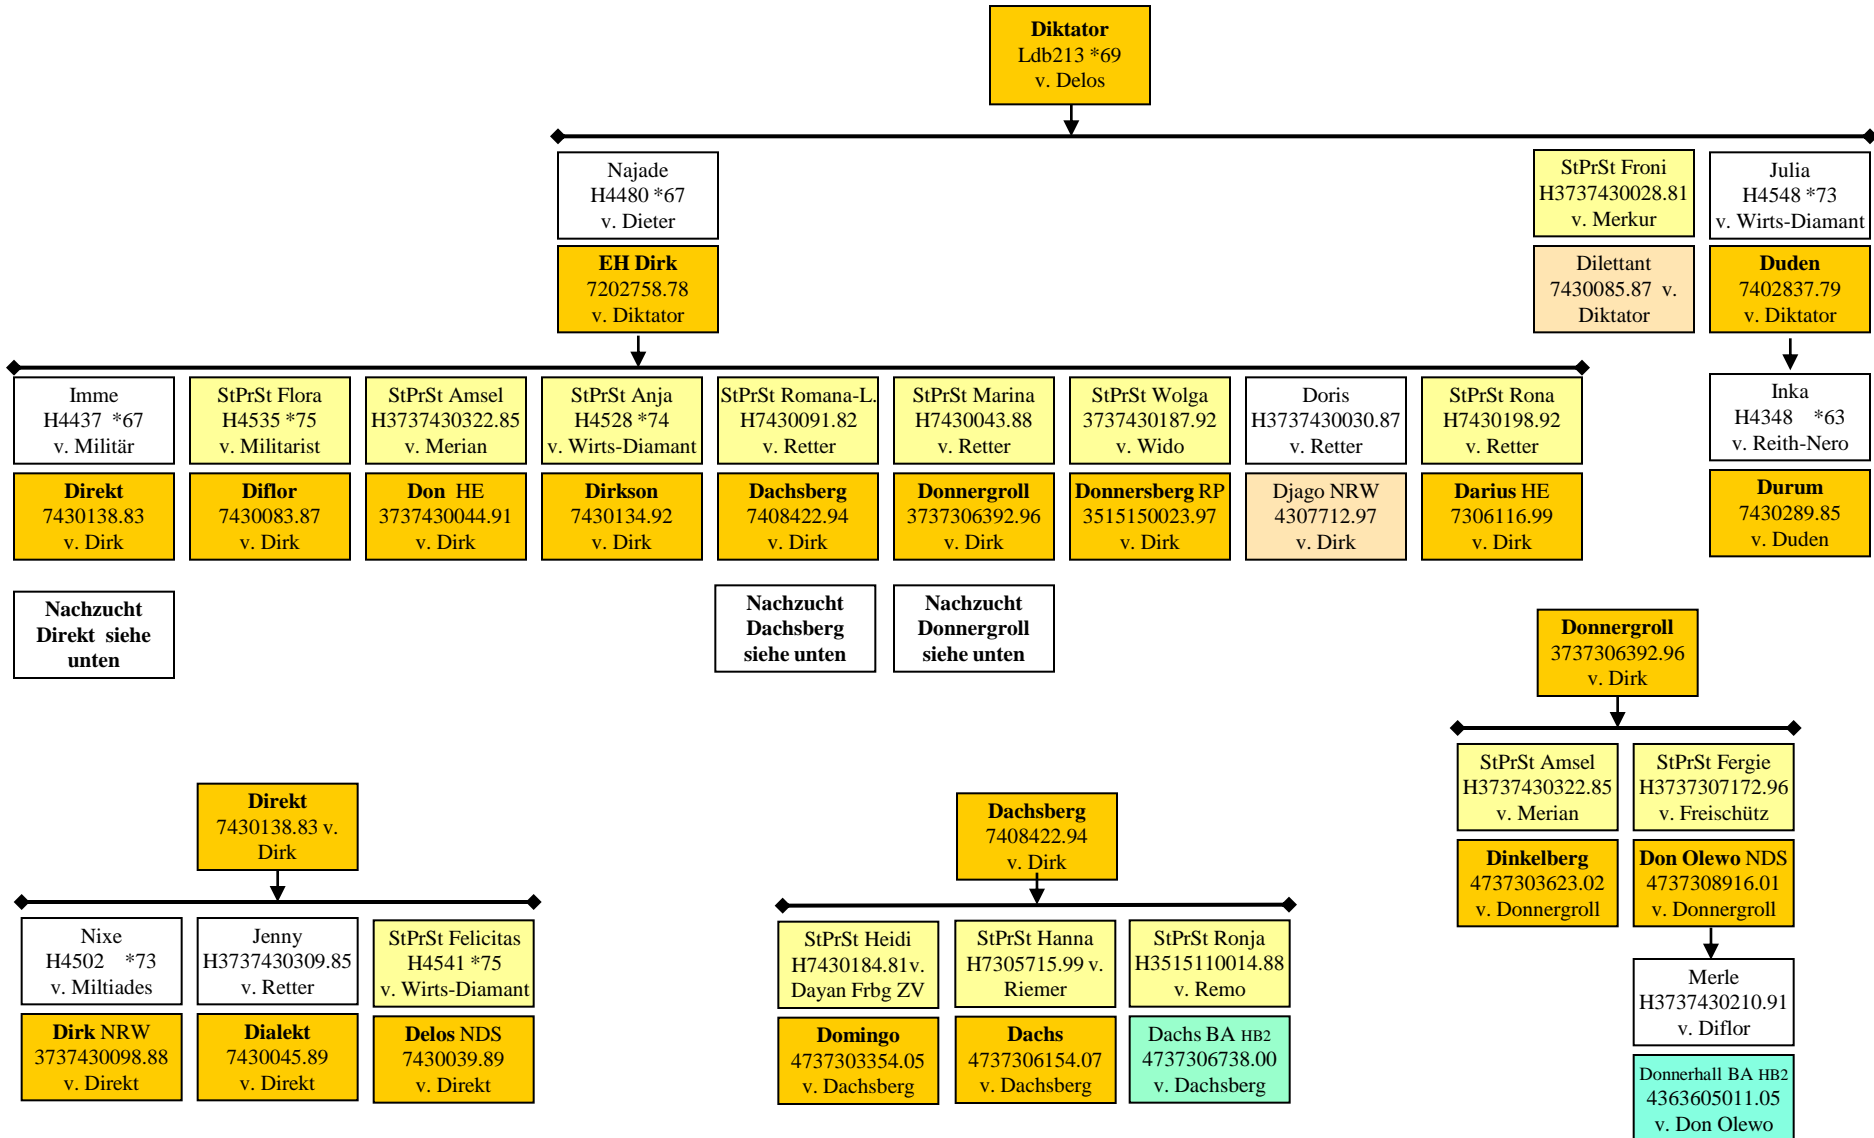 Diktator
Ldb213 *69
v. Delos
Najade
H4480 *67
v. Dieter
StPrSt Froni
H3737430028.81
v. Merkur
Julia
H4548 *73
v. Wirts-Diamant
EH Dirk
7202758.78
v. Diktator
Dilettant
7430085.87 v.
Diktator
Duden
7402837.79
v. Diktator
Imme
H4437 *67
v. Militär
StPrSt Flora
H4535 *75
v. Militarist
StPrSt Amsel
H3737430322.85
v. Merian
StPrSt Anja
H4528 *74
v. Wirts-Diamant
StPrSt Romana-L.
H7430091.82
v. Retter
StPrSt Marina
H7430043.88
v. Retter
StPrSt Wolga
3737430187.92
v. Wido
Doris
H3737430030.87
v. Retter
StPrSt Rona
H7430198.92
v. Retter
Inka
H4348 *63
v. Reith-Nero
Direkt
7430138.83
v. Dirk
Diflor
7430083.87
v. Dirk
Don HE
3737430044.91
v. Dirk
Dirkson
7430134.92
v. Dirk
Dachsberg
7408422.94
v. Dirk
Donnergroll
3737306392.96
v. Dirk
Donnersberg RP
3515150023.97
v. Dirk
Djago NRW
4307712.97
v. Dirk
Darius HE
7306116.99
v. Dirk
Durum
7430289.85
v. Duden
Nachzucht
Direkt siehe
unten
Nachzucht
Dachsberg
siehe unten
Nachzucht
Donnergroll
siehe unten
Donnergroll
3737306392.96
v. Dirk
StPrSt Amsel
H3737430322.85
v. Merian
StPrSt Fergie
H3737307172.96
v. Freischütz
Dinkelberg
4737303623.02
v. Donnergroll
Don Olewo NDS
4737308916.01
v. Donnergroll
Merle
H3737430210.91
v. Diflor
Donnerhall BA HB2
4363605011.05
v. Don Olewo
Direkt
7430138.83 v.
Dirk
Nixe
H4502 *73
v. Miltiades
Jenny
H3737430309.85
v. Retter
StPrSt Felicitas
H4541 *75
v. Wirts-Diamant
Dirk NRW
3737430098.88
v. Direkt
Dialekt
7430045.89
v. Direkt
Delos NDS
7430039.89
v. Direkt
Dachsberg
7408422.94
v. Dirk
StPrSt Heidi
H7430184.81 v.
Dayan Frbg ZV
StPrSt Hanna
H7305715.99 v.
Riemer
StPrSt Ronja
H3515110014.88
v. Remo
Domingo
4737303354.05
v. Dachsberg
Dachs
4737306154.07
v. Dachsberg
Dachs BA HB2
4737306738.00
v. Dachsberg